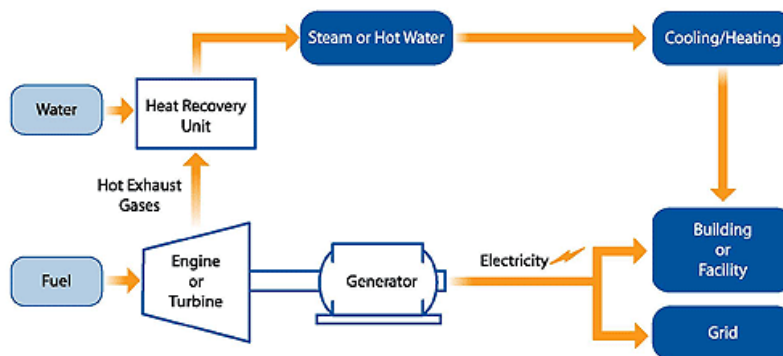 Steam or Hot Water
Cooling/Heating
Water
Heat Recovery
Unit
Hot Exhaust
Gases
Building
or
Facility
Fuel
Engine
or
Turbine
Generator
Electricity
Grid